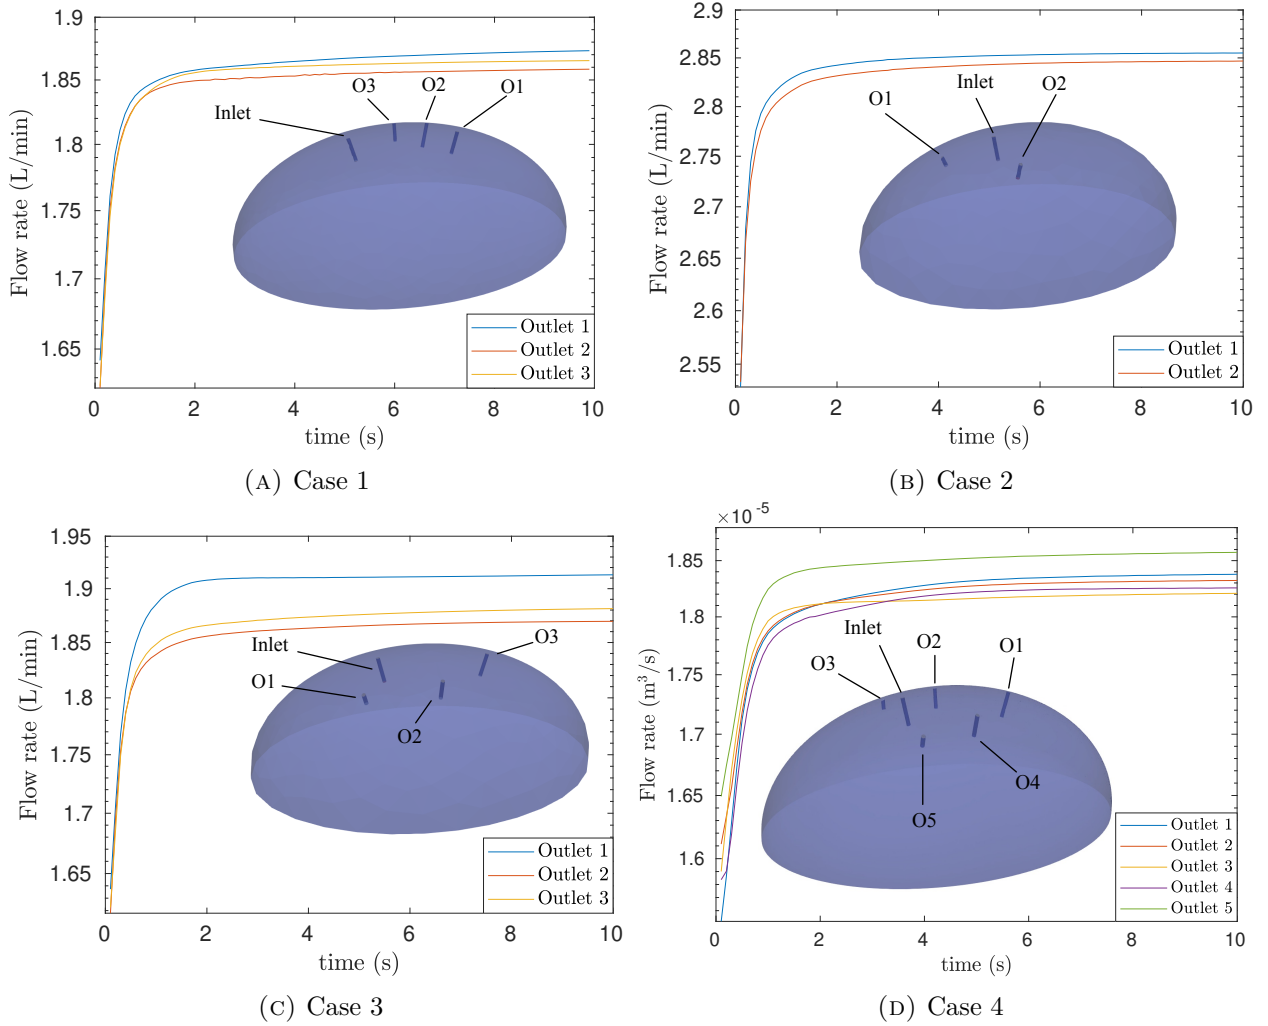 1.9
1.85
1.8
1.75
1.7
1.65
Flow rate (L/min)
O3
O2
O1
Inlet
Outlet 1
Outlet 2
Outlet 3
0 2 4 6 8 10
time (s)
(A) Case 1
2.9
2.85
2.8
2.75
2.7
2.65
2.6
2.55
Flow rate (L/min)
Inlet
O2
O1
Outlet 1
Outlet 2
0 2 4 6 8 10
time (s)
(B) Case 2
1.95
1.9
1.85
1.8
1.75
1.7
1.65
Flow rate (L/min)
Inlet
O3
O1
O2
Outlet 1
Outlet 2
Outlet 3
0 2 4 6 8 10
time (s)
(C) Case 3
×10⁻⁵
1.85
1.8
1.75
1.7
1.65
1.6
Flow rate (m³/s)
Inlet
O2
O1
O3
O4
O5
Outlet 1
Outlet 2
Outlet 3
Outlet 4
Outlet 5
0 2 4 6 8 10
time (s)
(D) Case 4